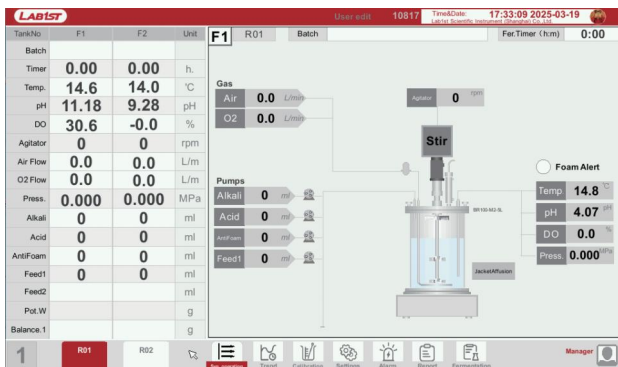 LAB1ST
User edit 10817 Time&Date: 17:33:09 2025-03-19
Lab1st Scientific Instrument (Shanghai) Co.,Ltd.
TankNo F1 F2 Unit
Batch
Timer 0.00 0.00 h.
Temp. 14.6 14.0 °C
pH 11.18 9.28 pH
DO 30.6 -0.0 %
Agitator 0 0 rpm
Air Flow 0.0 0.0 L/m
O2 Flow 0.0 0.0 L/m
Press. 0.000 0.000 MPa
Alkali 0 0 ml
Acid 0 0 ml
AntiFoam 0 0 ml
Feed1 0 0 ml
Feed2 ml
Pot.W g
Balance.1 g
1 R01 R02
F1 R01 Batch Fer.Timer (h:m) 0:00
Gas
Air 0.0 L/min
O2 0.0 L/min
Agitator 0 rpm
Stir
Pumps
Alkali 0 ml
Acid 0 ml
AntiFoam 0 ml
Feed1 0 ml
Foam Alert
Temp 14.8 °C
pH 4.07 pH
DO 0.0 %
Press. 0.000 MPa
JacketAffusion
Trend Calibration Settings Alarm Report Fermentation
Manager